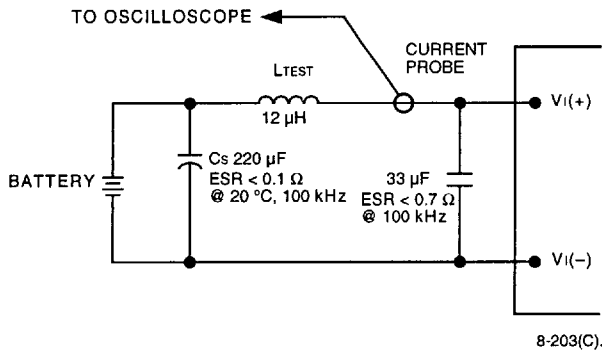 TO OSCILLOSCOPE
CURRENT
PROBE
LTEST
12 µH
VI(+)
CS 220 µF
ESR < 0.1 Ω
@ 20 °C, 100 kHz
BATTERY
33 µF
ESR < 0.7 Ω
@ 100 kHz
VI(–)
8-203(C).